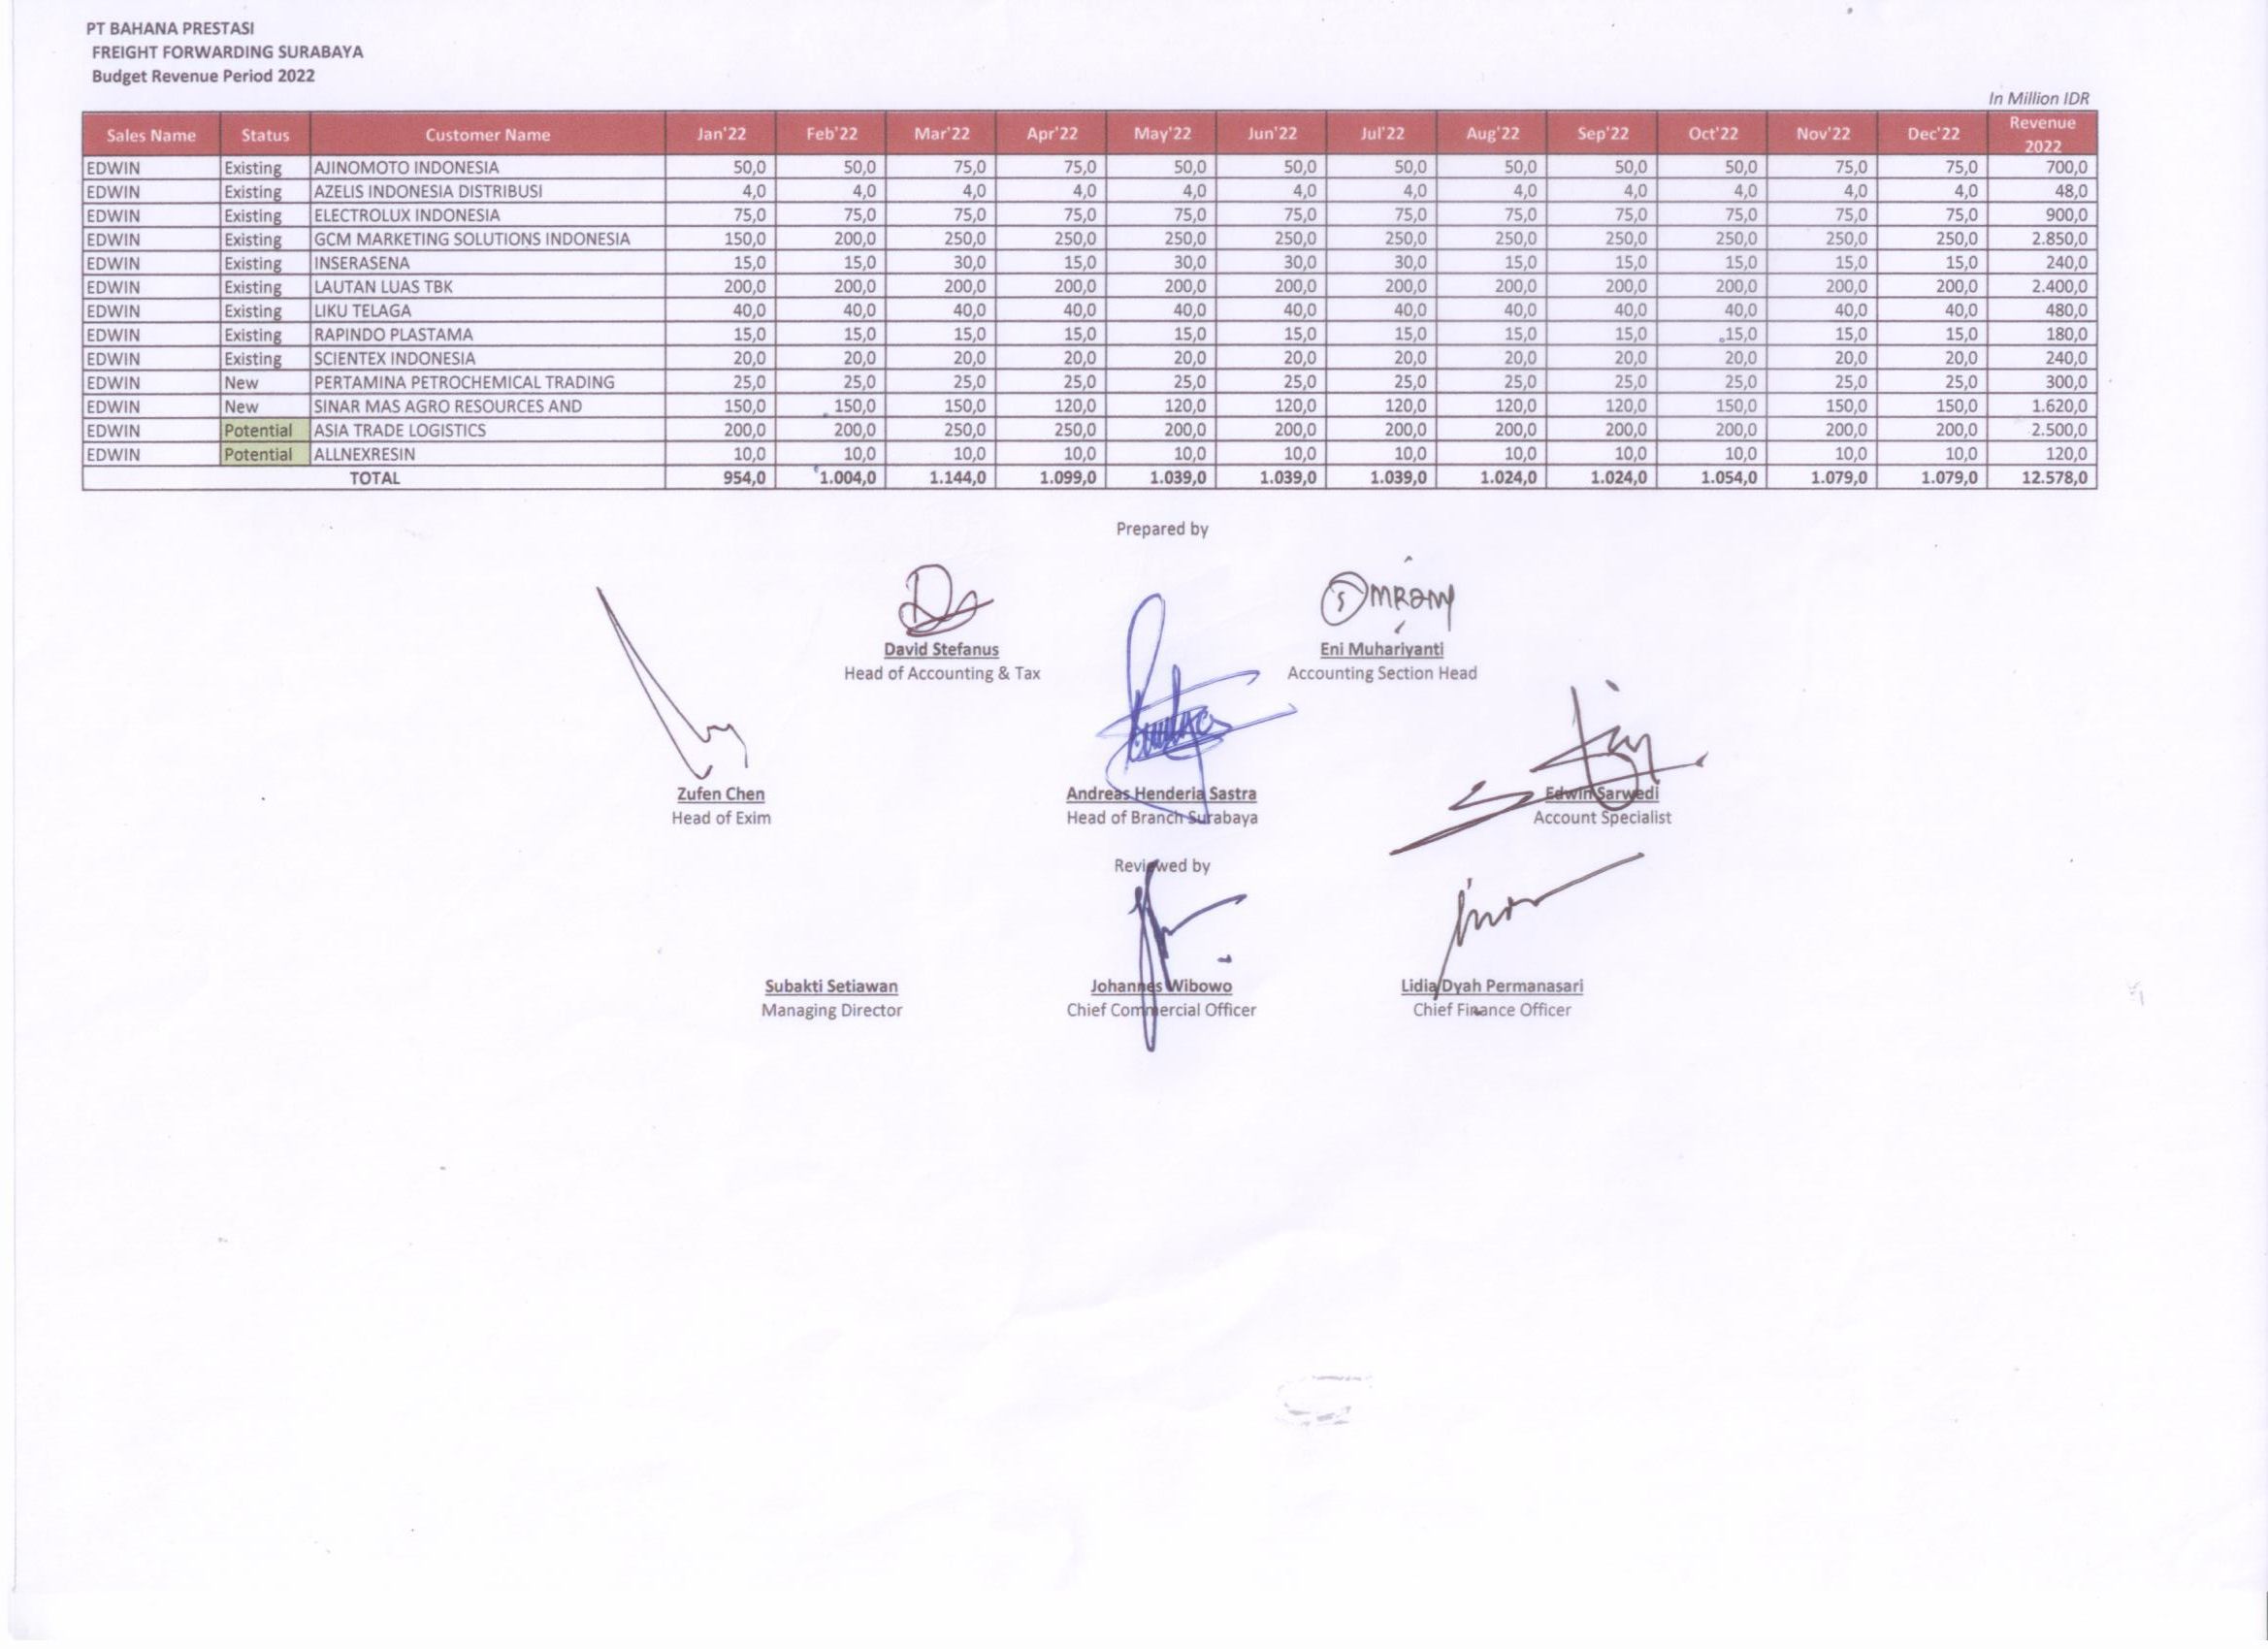 PT BAHANA PRESTASI
FREIGHT FORWARDING SURABAYA
Budget Revenue Period 2022
In Million IDR
Sales Name Status Customer Name Jan'22 Feb'22 Mar'22 Apr'22 May'22 Jun'22 Jul'22 Aug'22 Sep'22 Oct'22 Nov'22 Dec'22 Revenue 2022
EDWIN Existing AJINOMOTO INDONESIA 50,0 50,0 75,0 75,0 50,0 50,0 50,0 50,0 50,0 50,0 75,0 75,0 700,0
EDWIN Existing AZELIS INDONESIA DISTRIBUSI 4,0 4,0 4,0 4,0 4,0 4,0 4,0 4,0 4,0 4,0 4,0 4,0 48,0
EDWIN Existing ELECTROLUX INDONESIA 75,0 75,0 75,0 75,0 75,0 75,0 75,0 75,0 75,0 75,0 75,0 75,0 900,0
EDWIN Existing GCM MARKETING SOLUTIONS INDONESIA 150,0 200,0 250,0 250,0 250,0 250,0 250,0 250,0 250,0 250,0 250,0 250,0 2.850,0
EDWIN Existing INSERASENA 15,0 15,0 30,0 15,0 30,0 30,0 30,0 15,0 15,0 15,0 15,0 15,0 240,0
EDWIN Existing LAUTAN LUAS TBK 200,0 200,0 200,0 200,0 200,0 200,0 200,0 200,0 200,0 200,0 200,0 200,0 2.400,0
EDWIN Existing LIKU TELAGA 40,0 40,0 40,0 40,0 40,0 40,0 40,0 40,0 40,0 40,0 40,0 40,0 480,0
EDWIN Existing RAPINDO PLASTAMA 15,0 15,0 15,0 15,0 15,0 15,0 15,0 15,0 15,0 15,0 15,0 15,0 180,0
EDWIN Existing SCIENTEX INDONESIA 20,0 20,0 20,0 20,0 20,0 20,0 20,0 20,0 20,0 20,0 20,0 20,0 240,0
EDWIN New PERTAMINA PETROCHEMICAL TRADING 25,0 25,0 25,0 25,0 25,0 25,0 25,0 25,0 25,0 25,0 25,0 25,0 300,0
EDWIN New SINAR MAS AGRO RESOURCES AND 150,0 150,0 150,0 120,0 120,0 120,0 120,0 120,0 120,0 150,0 150,0 150,0 1.620,0
EDWIN Potential ASIA TRADE LOGISTICS 200,0 200,0 250,0 250,0 200,0 200,0 200,0 200,0 200,0 200,0 200,0 200,0 2.500,0
EDWIN Potential ALLNEXRESIN 10,0 10,0 10,0 10,0 10,0 10,0 10,0 10,0 10,0 10,0 10,0 10,0 120,0
TOTAL 954,0 1.004,0 1.144,0 1.099,0 1.039,0 1.039,0 1.039,0 1.024,0 1.024,0 1.054,0 1.079,0 1.079,0 12.578,0
Prepared by
David Stefanus Eni Muhariyanti
Head of Accounting & Tax Accounting Section Head
Zufen Chen Andreas Henderia Sastra Edwin Sarwedi
Head of Exim Head of Branch Surabaya Account Specialist
Reviewed by
Subakti Setiawan Johannes Wibowo Lidia Dyah Permanasari
Managing Director Chief Commercial Officer Chief Finance Officer